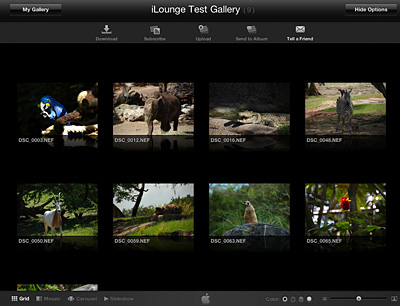 My Gallery
iLounge Test Gallery (9)
Hide Options
Download
Subscribe
Upload
Send to Album
Tell a Friend
DSC_0003.NEF
DSC_0012.NEF
DSC_0016.NEF
DSC_0048.NEF
DSC_0050.NEF
DSC_0059.NEF
DSC_0063.NEF
DSC_0065.NEF
Grid
Mosaic
Carousel
Slideshow
Color: